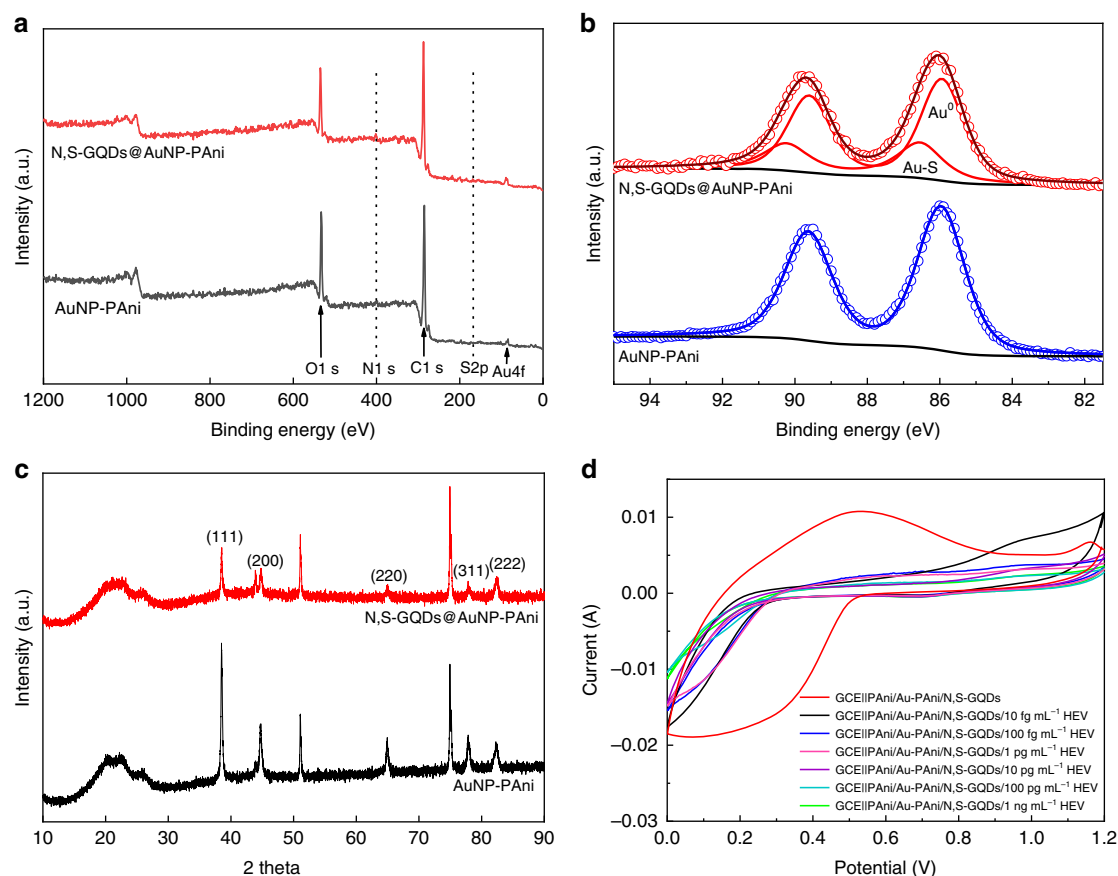 a
Intensity (a.u.)
N,S-GQDs@AuNP-PAni
AuNP-PAni
O1 s
N1 s
C1 s
S2p
Au4f
1200 1000 800 600 400 200 0
Binding energy (eV)
b
Intensity (a.u.)
Au⁰
Au-S
N,S-GQDs@AuNP-PAni
AuNP-PAni
94 92 90 88 86 84 82
Binding energy (eV)
c
Intensity (a.u.)
(111)
(200)
(220)
(311)
(222)
N,S-GQDs@AuNP-PAni
AuNP-PAni
10 20 30 40 50 60 70 80 90
2 theta
d
Current (A)
0.01
0.00
−0.01
−0.02
−0.03
GCE||PAni/Au-PAni/N,S-GQDs
GCE||PAni/Au-PAni/N,S-GQDs/10 fg mL⁻¹ HEV
GCE||PAni/Au-PAni/N,S-GQDs/100 fg mL⁻¹ HEV
GCE||PAni/Au-PAni/N,S-GQDs/1 pg mL⁻¹ HEV
GCE||PAni/Au-PAni/N,S-GQDs/10 pg mL⁻¹ HEV
GCE||PAni/Au-PAni/N,S-GQDs/100 pg mL⁻¹ HEV
GCE||PAni/Au-PAni/N,S-GQDs/1 ng mL⁻¹ HEV
0.0 0.2 0.4 0.6 0.8 1.0 1.2
Potential (V)